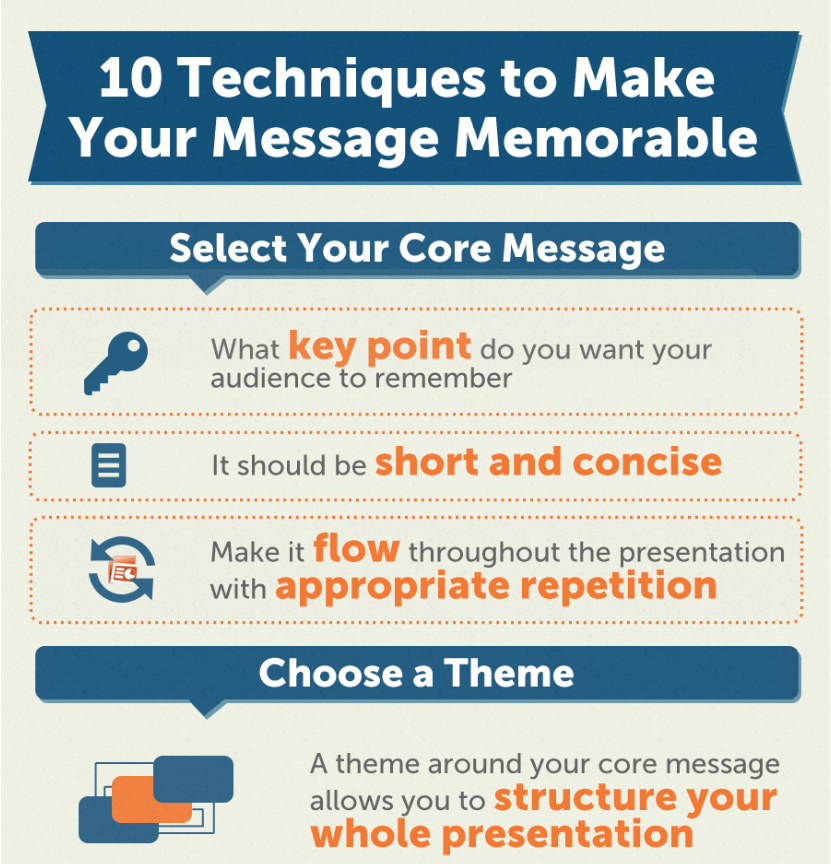 10 Techniques to Make
Your Message Memorable
Select Your Core Message
What key point do you want your
audience to remember
It should be short and concise
Make it flow throughout the presentation
with appropriate repetition
Choose a Theme
A theme around your core message
allows you to structure your
whole presentation